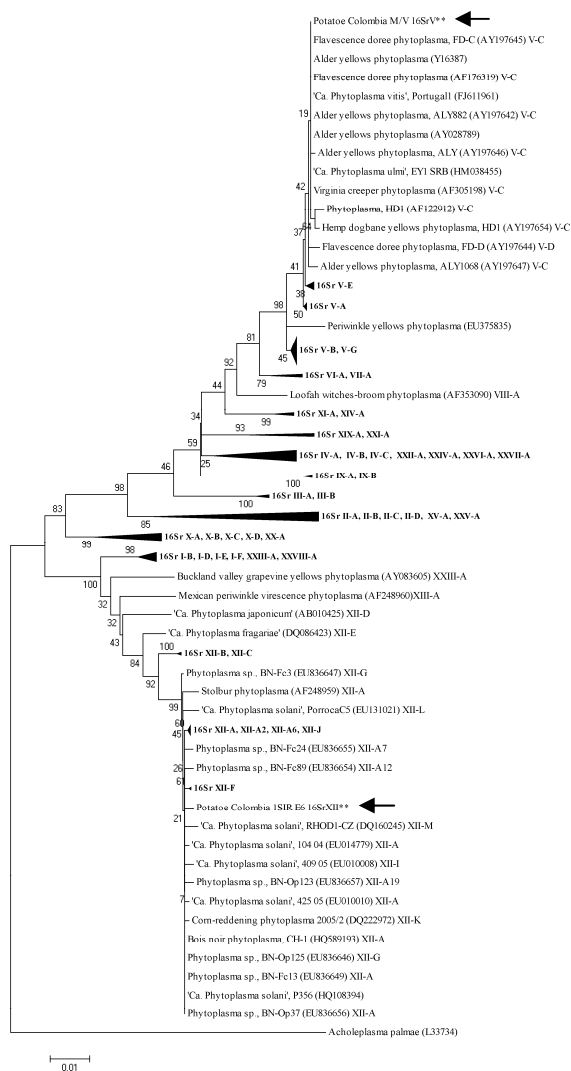 Potatoe Colombia M/V 16SrV**
Flavescence doree phytoplasma, FD-C (AY197645) V-C
Alder yellows phytoplasma (Y16387)
Flavescence doree phytoplasma (AF176319) V-C
'Ca. Phytoplasma vitis', Portugal1 (FJ611961)
19
Alder yellows phytoplasma, ALY882 (AY197642) V-C
Alder yellows phytoplasma (AY028789)
Alder yellows phytoplasma, ALY (AY197646) V-C
'Ca. Phytoplasma ulmi', EY1 SRB (HM038455)
42
Virginia creeper phytoplasma (AF305198) V-C
Phytoplasma, HD1 (AF122912) V-C
37
64
Hemp dogbane yellows phytoplasma, HD1 (AY197654) V-C
Flavescence doree phytoplasma, FD-D (AY197644) V-D
41
Alder yellows phytoplasma, ALY1068 (AY197647) V-C
16Sr V-E
38
98
16Sr V-A
50
Periwinkle yellows phytoplasma (EU375835)
81
16Sr V-B, V-G
45
92
16Sr VI-A, VII-A
79
44
Loofah witches-broom phytoplasma (AF353090) VIII-A
34
16Sr XI-A, XIV-A
99
93
16Sr XIX-A, XXI-A
59
16Sr IV-A, IV-B, IV-C, XXII-A, XXIV-A, XXVI-A, XXVII-A
25
46
16Sr IX-A, IX-B
100
98
16Sr III-A, III-B
100
83
16Sr II-A, II-B, II-C, II-D, XV-A, XXV-A
85
16Sr X-A, X-B, X-C, X-D, XX-A
99
98
16Sr I-B, I-D, I-E, I-F, XXIII-A, XXVIII-A
100
Buckland valley grapevine yellows phytoplasma (AY083605) XXIII-A
32
Mexican periwinkle virescence phytoplasma (AF248960)XIII-A
32
'Ca. Phytoplasma japonicum' (AB010425) XII-D
43
'Ca. Phytoplasma fragariae' (DQ086423) XII-E
84
100
16Sr XII-B, XII-C
92
Phytoplasma sp., BN-Fc3 (EU836647) XII-G
Stolbur phytoplasma (AF248959) XII-A
99
'Ca. Phytoplasma solani', PorrocaC5 (EU131021) XII-L
60
16Sr XII-A, XII-A2, XII-A6, XII-J
45
Phytoplasma sp., BN-Fc24 (EU836655) XII-A7
26
Phytoplasma sp., BN-Fc89 (EU836654) XII-A12
61
16Sr XII-F
Potatoe Colombia 1SIR E6 16SrXII**
21
'Ca. Phytoplasma solani', RHOD1-CZ (DQ160245) XII-M
'Ca. Phytoplasma solani', 104 04 (EU014779) XII-A
'Ca. Phytoplasma solani', 409 05 (EU010008) XII-I
Phytoplasma sp., BN-Op123 (EU836657) XII-A19
7
'Ca. Phytoplasma solani', 425 05 (EU010010) XII-A
Corn-reddening phytoplasma 2005/2 (DQ222972) XII-K
Bois noir phytoplasma, CH-1 (HQ589193) XII-A
Phytoplasma sp., BN-Op125 (EU836646) XII-G
Phytoplasma sp., BN-Fc13 (EU836649) XII-A
'Ca. Phytoplasma solani', P356 (HQ108394)
Phytoplasma sp., BN-Op37 (EU836656) XII-A
Acholeplasma palmae (L33734)
0.01